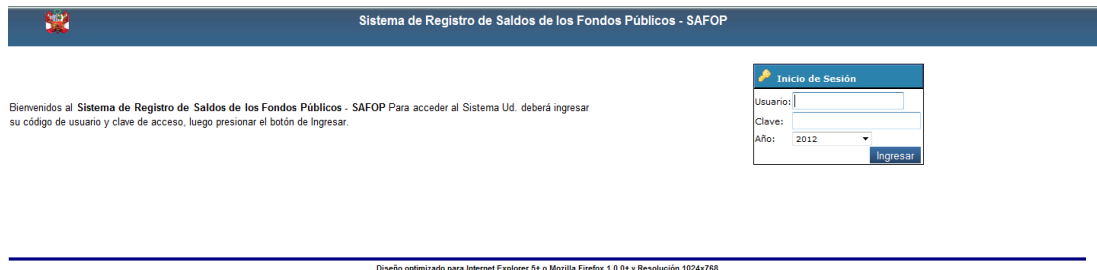 Sistema de Registro de Saldos de los Fondos Públicos - SAFOP
Inicio de Sesión
Bienvenidos al Sistema de Registro de Saldos de los Fondos Públicos - SAFOP Para acceder al Sistema Ud. deberá ingresar
su código de usuario y clave de acceso, luego presionar el botón de Ingresar.
Usuario:
Clave:
Año: 2012
Ingresar
Diseño optimizado para Internet Explorer 5+ o Mozilla Firefox 1.0.0+ y Resolución 1024x768